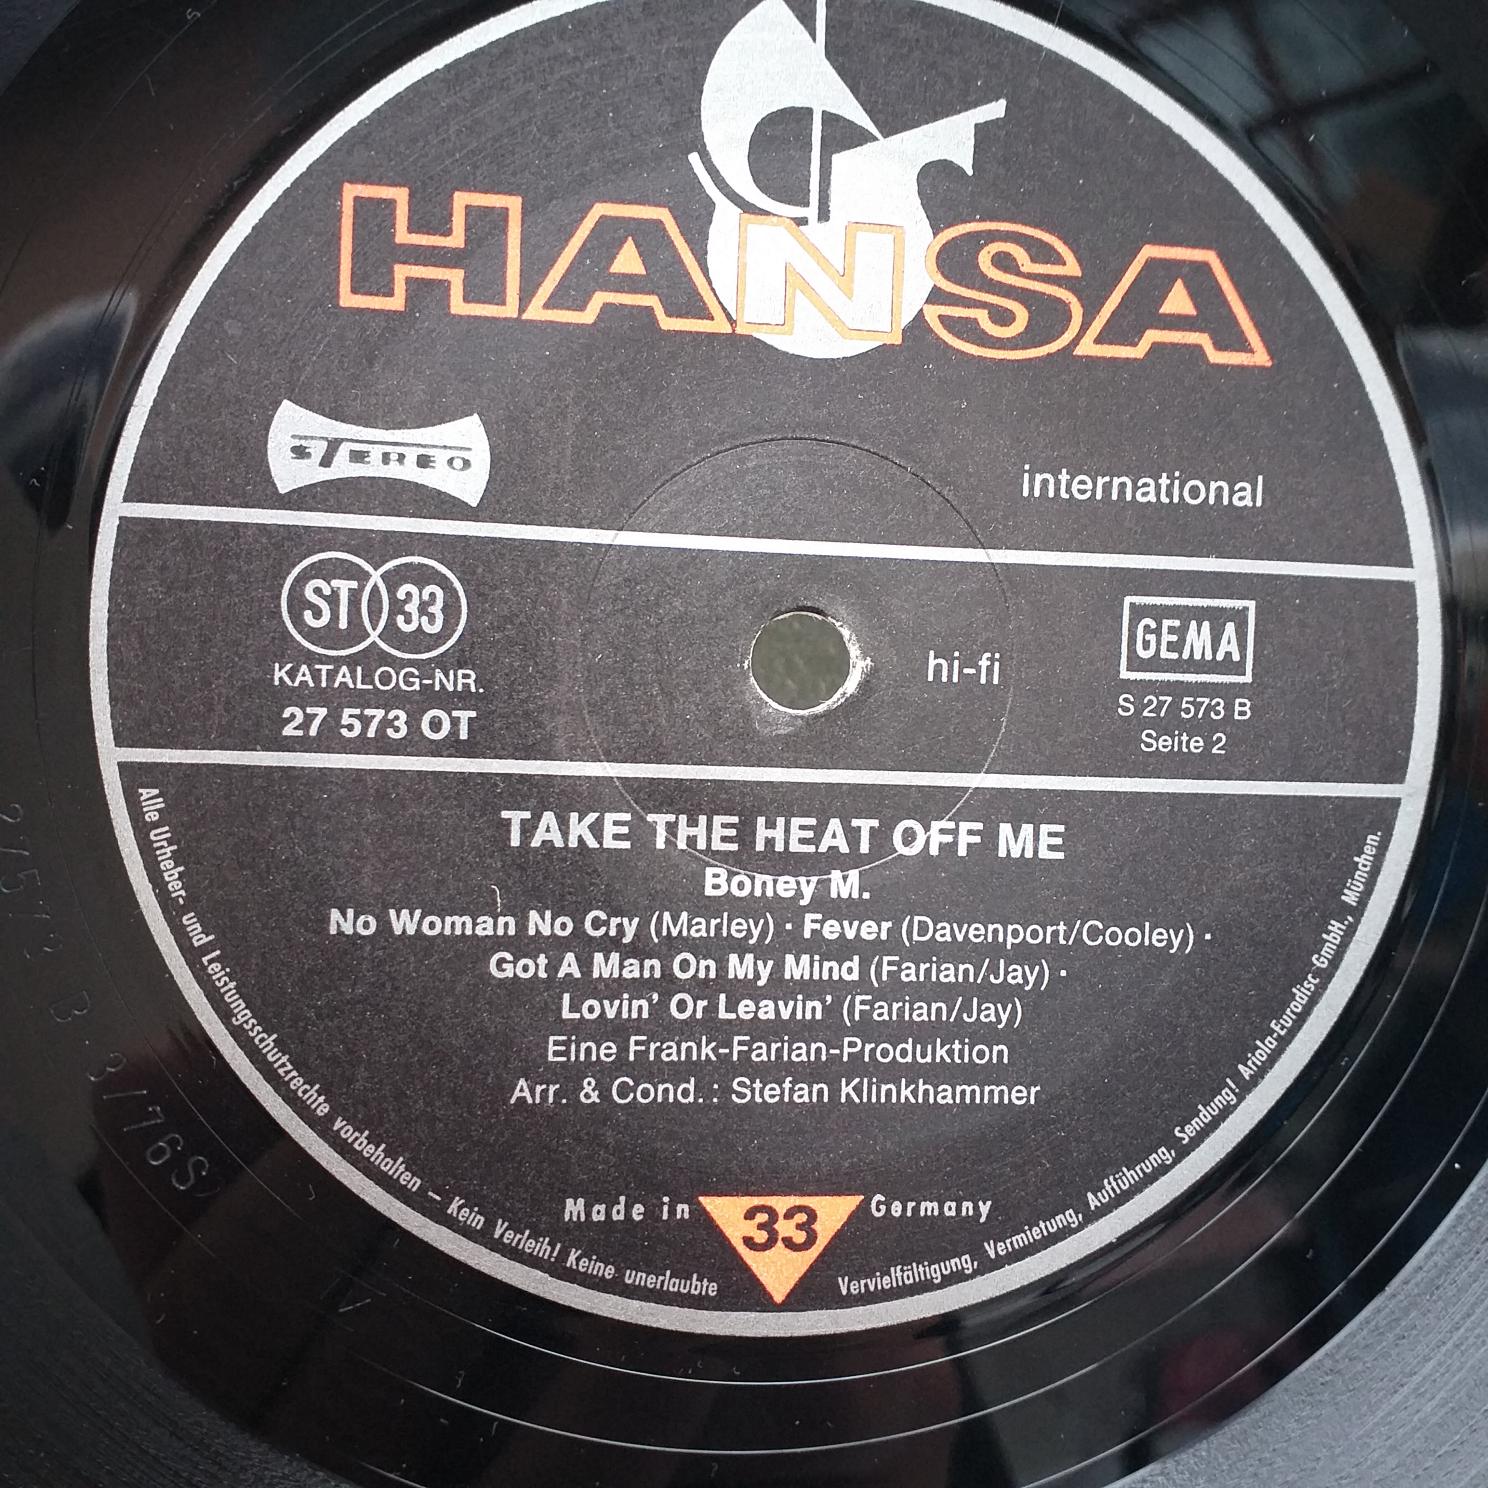 HANSA
STEREO
international
ST 33
KATALOG-NR.
27 573 OT
hi-fi
GEMA
S 27 573 B
Seite 2
TAKE THE HEAT OFF ME
Boney M.
No Woman No Cry (Marley) · Fever (Davenport/Cooley) ·
Got A Man On My Mind (Farian/Jay) ·
Lovin' Or Leavin' (Farian/Jay)
Eine Frank-Farian-Produktion
Arr. & Cond.: Stefan Klinkhammer
Made in 33 Germany
Alle Urheber- und Leistungsschutzrechte vorbehalten – Kein Verleih! Keine unerlaubte Vervielfältigung, Vermietung, Aufführung, Sendung! Ariola-Eurodisc GmbH., München.
B 3/76 S